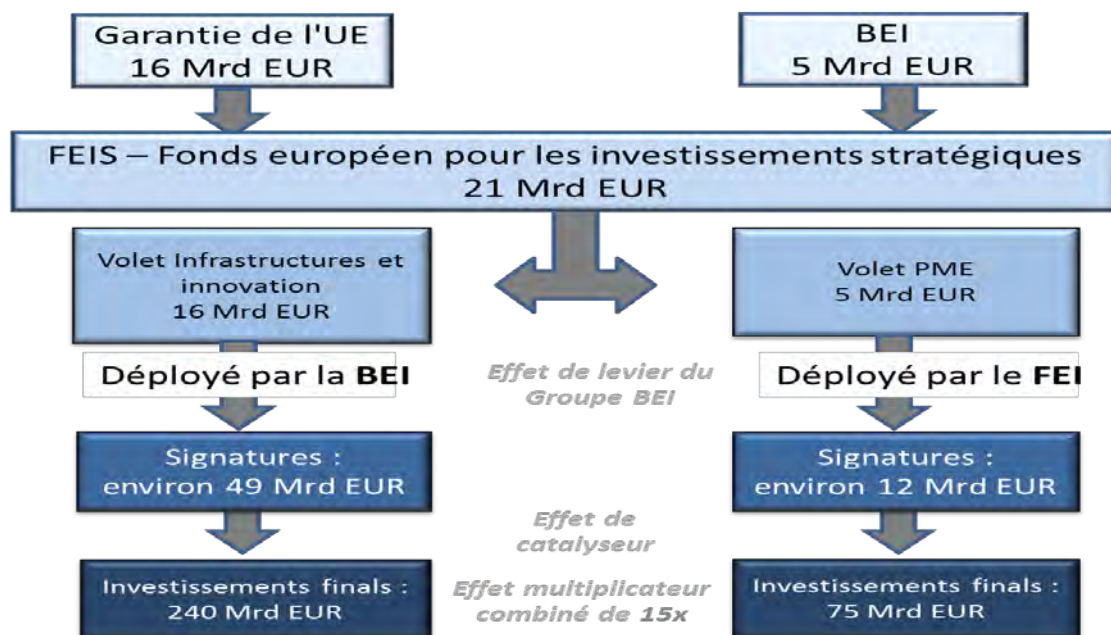 Garantie de l'UE
16 Mrd EUR
BEI
5 Mrd EUR
FEIS – Fonds européen pour les investissements stratégiques
21 Mrd EUR
Volet Infrastructures et
innovation
16 Mrd EUR
Volet PME
5 Mrd EUR
Déployé par la BEI
Effet de levier du
Groupe BEI
Déployé par le FEI
Signatures :
environ 49 Mrd EUR
Signatures :
environ 12 Mrd EUR
Effet de
catalyseur
Investissements finals :
240 Mrd EUR
Effet multiplicateur
combiné de 15x
Investissements finals :
75 Mrd EUR